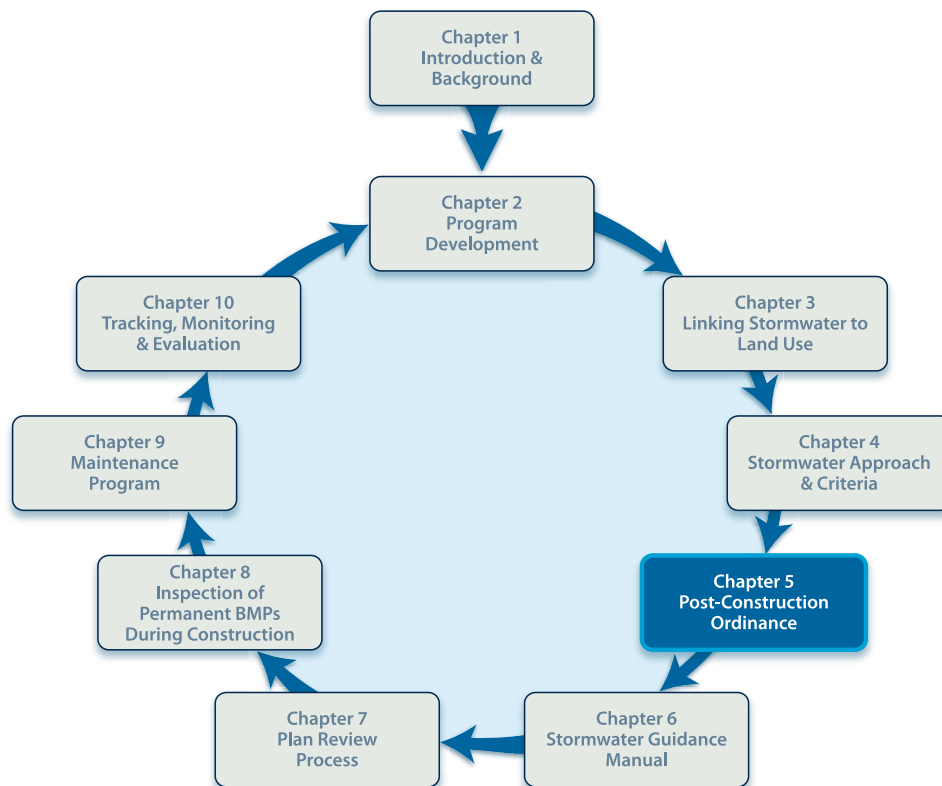 Chapter 1
Introduction &
Background
Chapter 2
Program
Development
Chapter 3
Linking Stormwater to
Land Use
Chapter 4
Stormwater Approach
& Criteria
Chapter 5
Post-Construction
Ordinance
Chapter 6
Stormwater Guidance
Manual
Chapter 7
Plan Review
Process
Chapter 8
Inspection of
Permanent BMPs
During Construction
Chapter 9
Maintenance
Program
Chapter 10
Tracking, Monitoring
& Evaluation